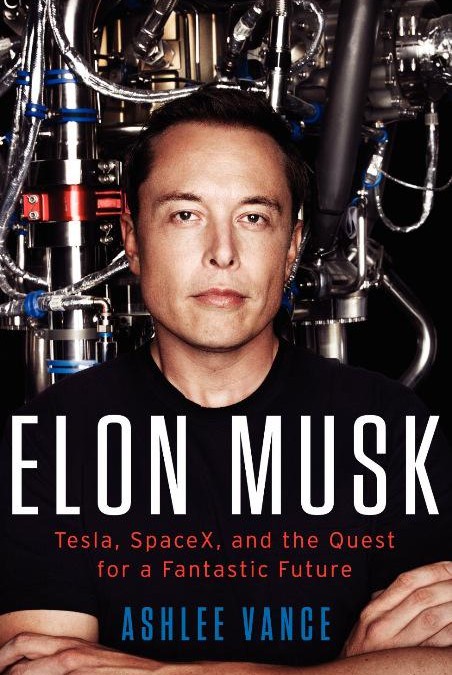 ELON MUSK
Tesla, SpaceX, and the Quest
for a Fantastic Future
ASHLEE VANCE